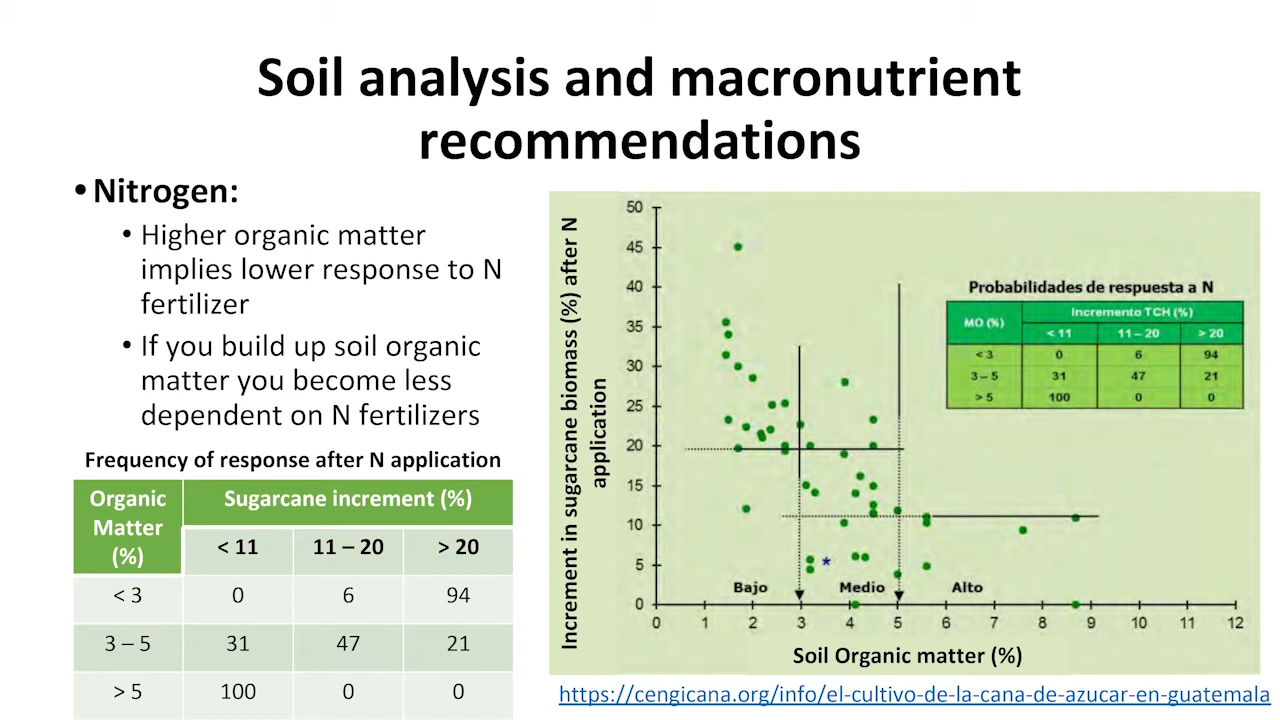 Soil analysis and macronutrient
recommendations
• Nitrogen:
• Higher organic matter
implies lower response to N
fertilizer
• If you build up soil organic
matter you become less
dependent on N fertilizers
Frequency of response after N application
Organic Matter (%) Sugarcane increment (%)
< 11 11 – 20 > 20
< 3 0 6 94
3 – 5 31 47 21
> 5 100 0 0
Increment in sugarcane biomass (%) after N
application
50
45
40
35
30
25
20
15
10
5
0
Probabilidades de respuesta a N
MO (%) Incremento TCH (%)
< 11 11 – 20 > 20
< 3 0 6 94
3 – 5 31 47 21
> 5 100 0 0
*
Bajo Medio Alto
0 1 2 3 4 5 6 7 8 9 10 11 12
Soil Organic matter (%)
https://cengicana.org/info/el-cultivo-de-la-cana-de-azucar-en-guatemala